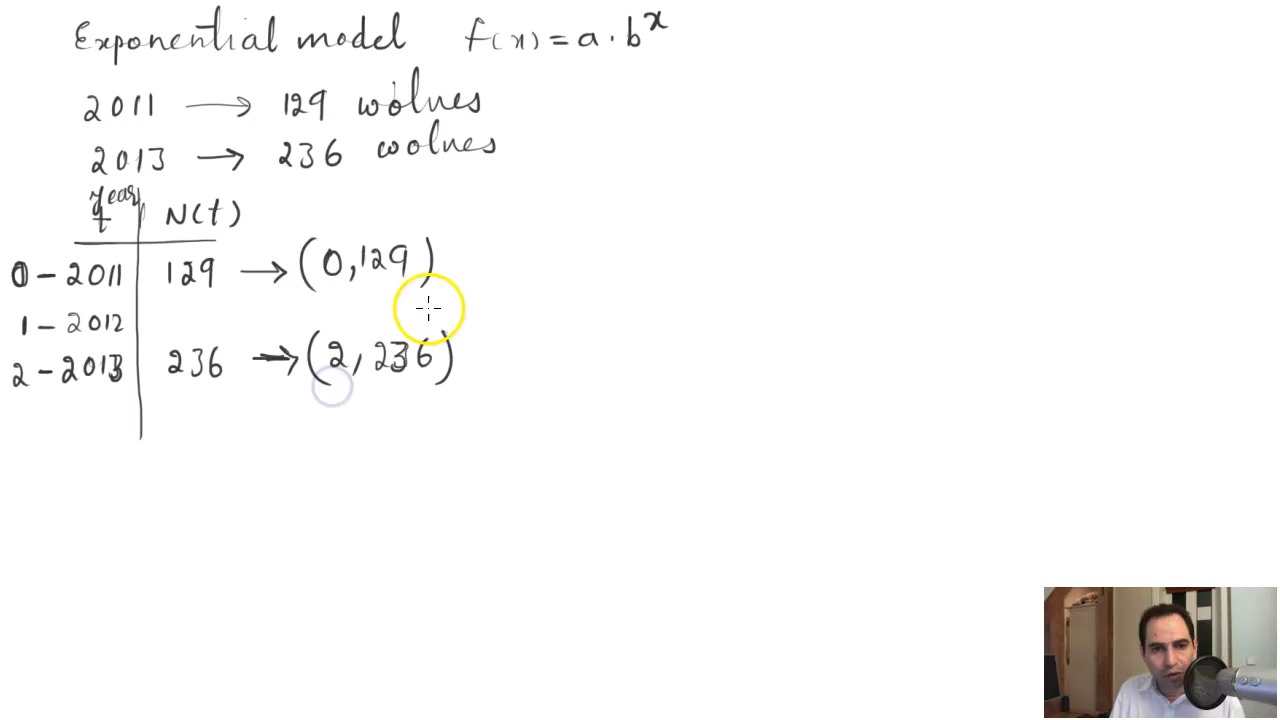 Exponential model f(x) = a · b^x
2011 → 129 wolves
2013 → 236 wolves
year
t N(t)
0 - 2011 129 → (0, 129)
1 - 2012
2 - 2013 236 → (2, 236)